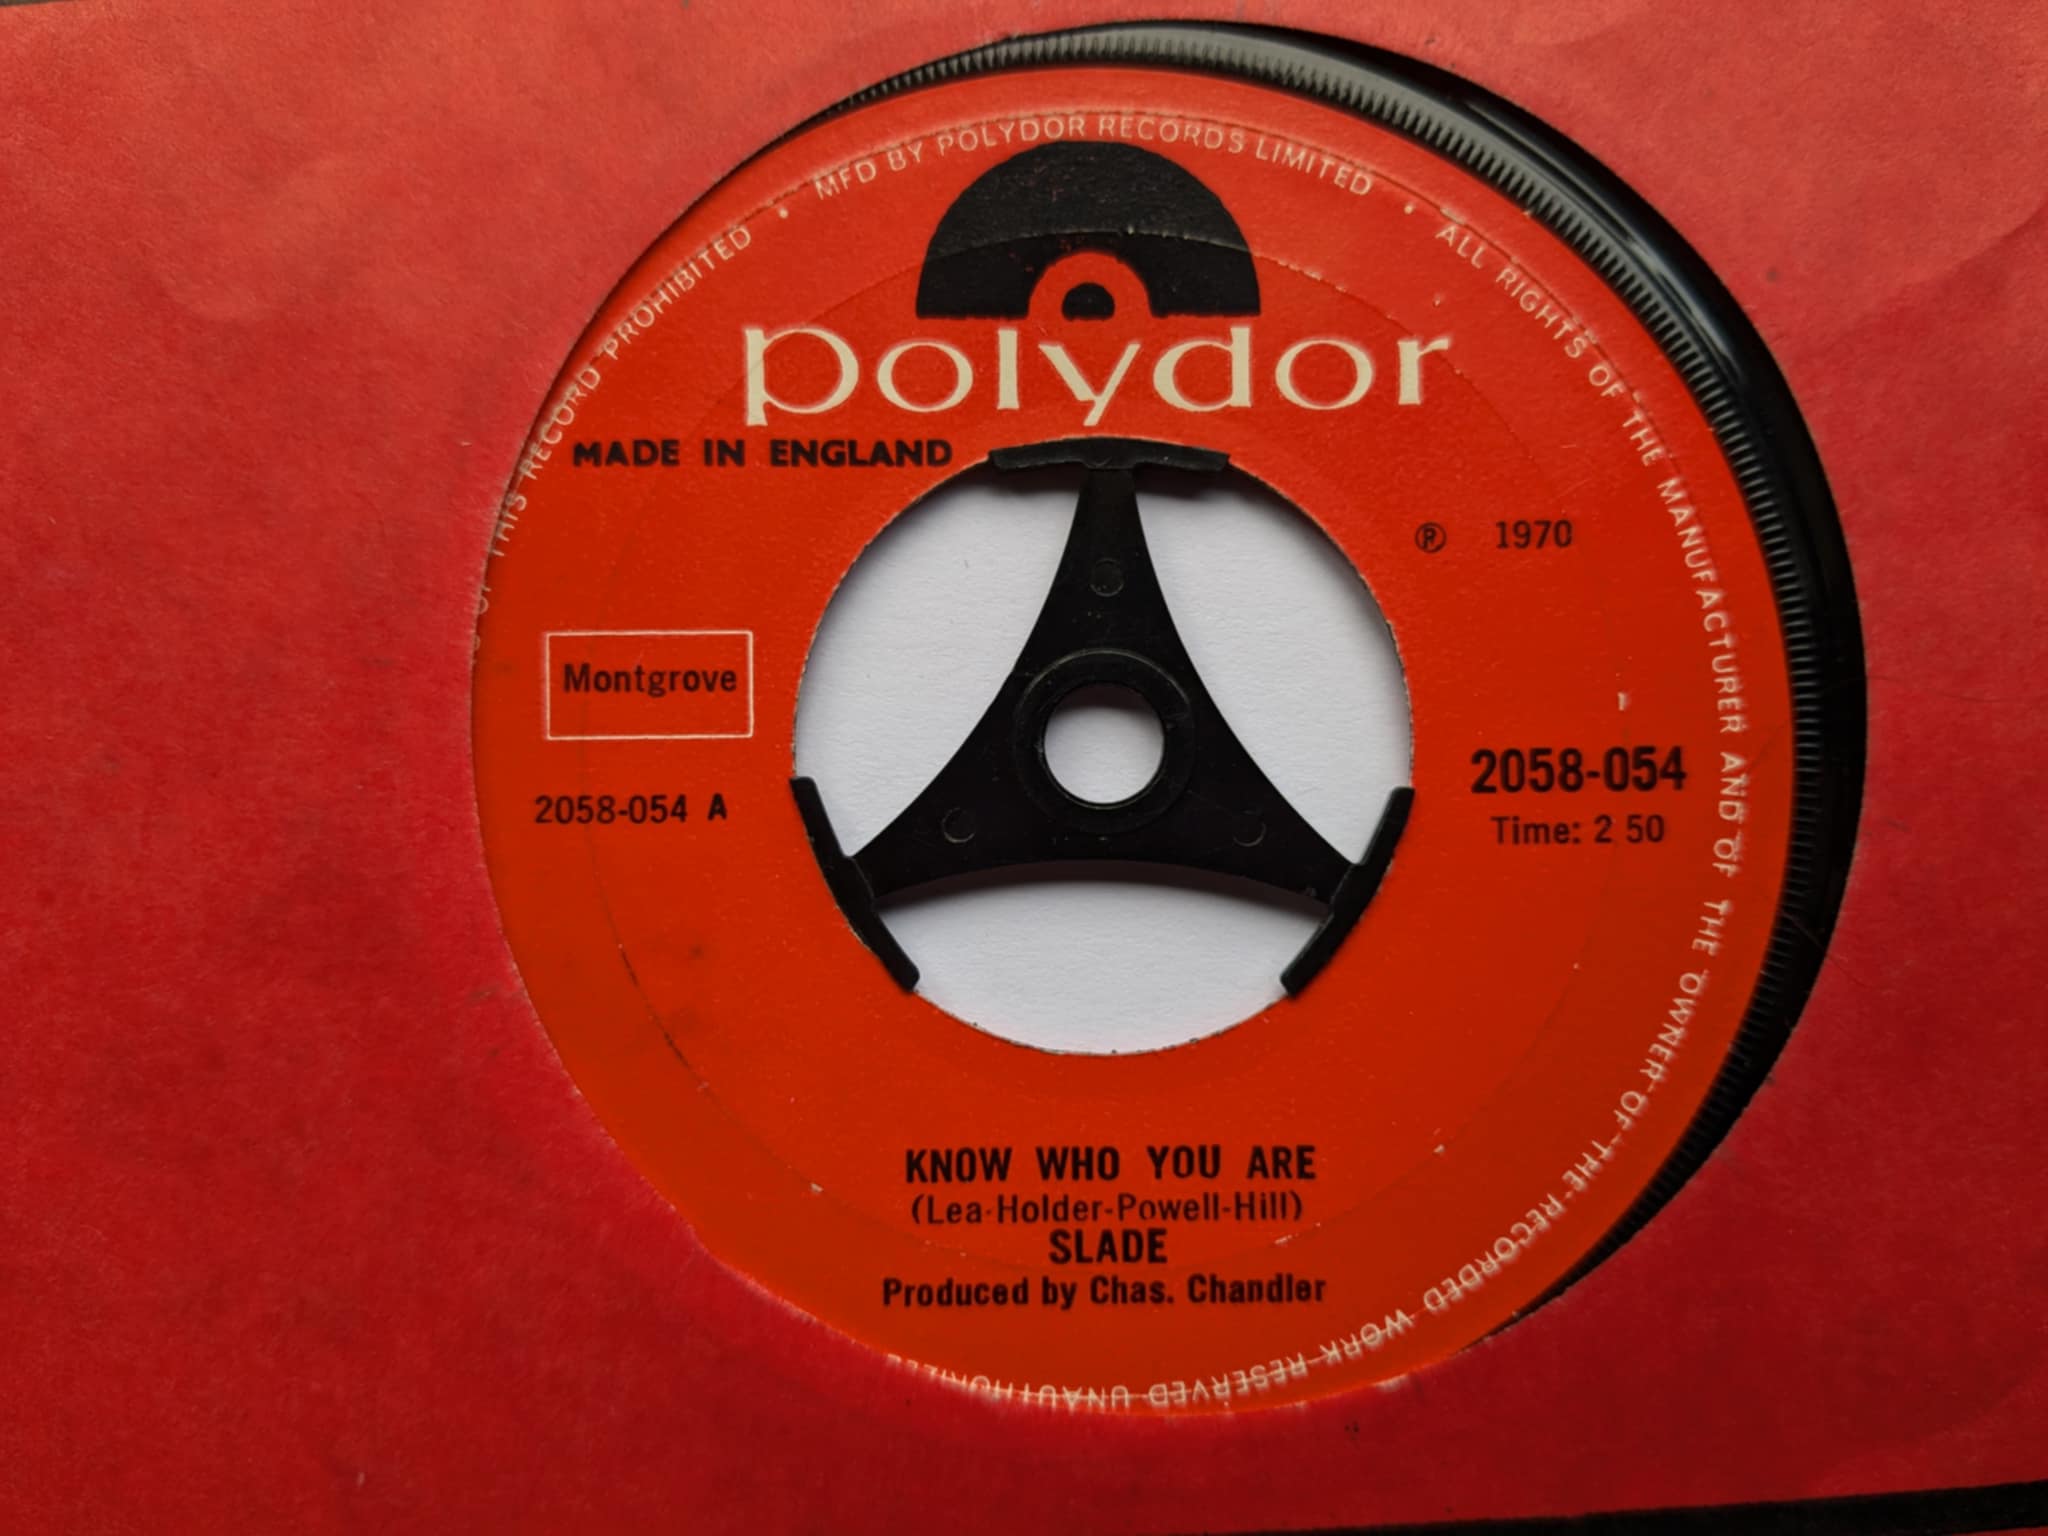 MFD BY POLYDOR RECORDS LIMITED • ALL RIGHTS OF THE MANUFACTURER AND OF THE OWNER OF THE RECORDED WORK RESERVED UNAUTHORIZE OF THIS RECORD PROHIBITED •
polydor
MADE IN ENGLAND
℗ 1970
Montgrove
2058-054 A
2058-054
Time: 2 50
KNOW WHO YOU ARE
(Lea-Holder-Powell-Hill)
SLADE
Produced by Chas. Chandler